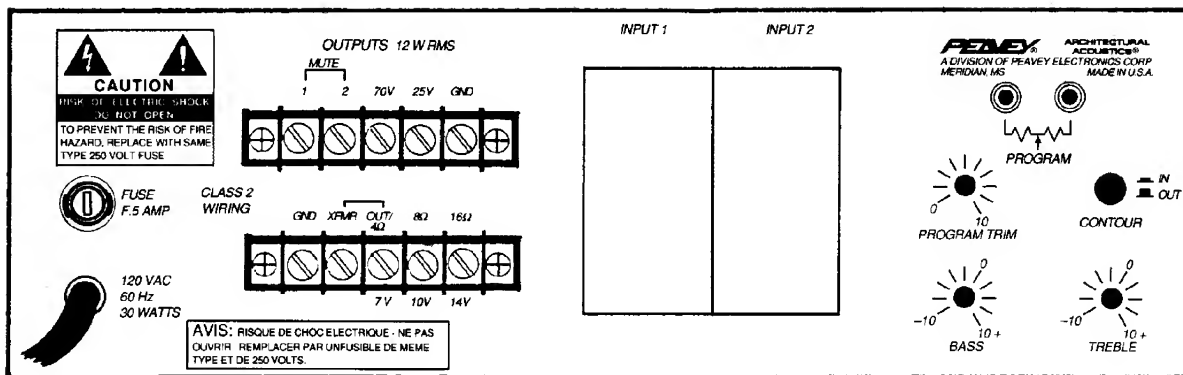 CAUTION
RISK OF ELECTRIC SHOCK
DO NOT OPEN
TO PREVENT THE RISK OF FIRE
HAZARD, REPLACE WITH SAME
TYPE 250 VOLT FUSE
FUSE
F.5 AMP
120 VAC
60 Hz
30 WATTS
OUTPUTS 12 W RMS
MUTE
1 2 70V 25V GND
CLASS 2
WIRING
GND XFMR OUT/ 8Ω 16Ω
4Ω
7 V 10V 14V
AVIS: RISQUE DE CHOC ELECTRIQUE - NE PAS
OUVRIR REMPLACER PAR UNFUSIBLE DE MEME
TYPE ET DE 250 VOLTS.
INPUT 1 INPUT 2
PEAVEY® ARCHITECTURAL
ACOUSTICS®
A DIVISION OF PEAVEY ELECTRONICS CORP
MERIDIAN, MS MADE IN U.S.A.
PROGRAM
0 10
PROGRAM TRIM
IN
OUT
CONTOUR
0
-10 10 +
BASS
0
-10 10 +
TREBLE